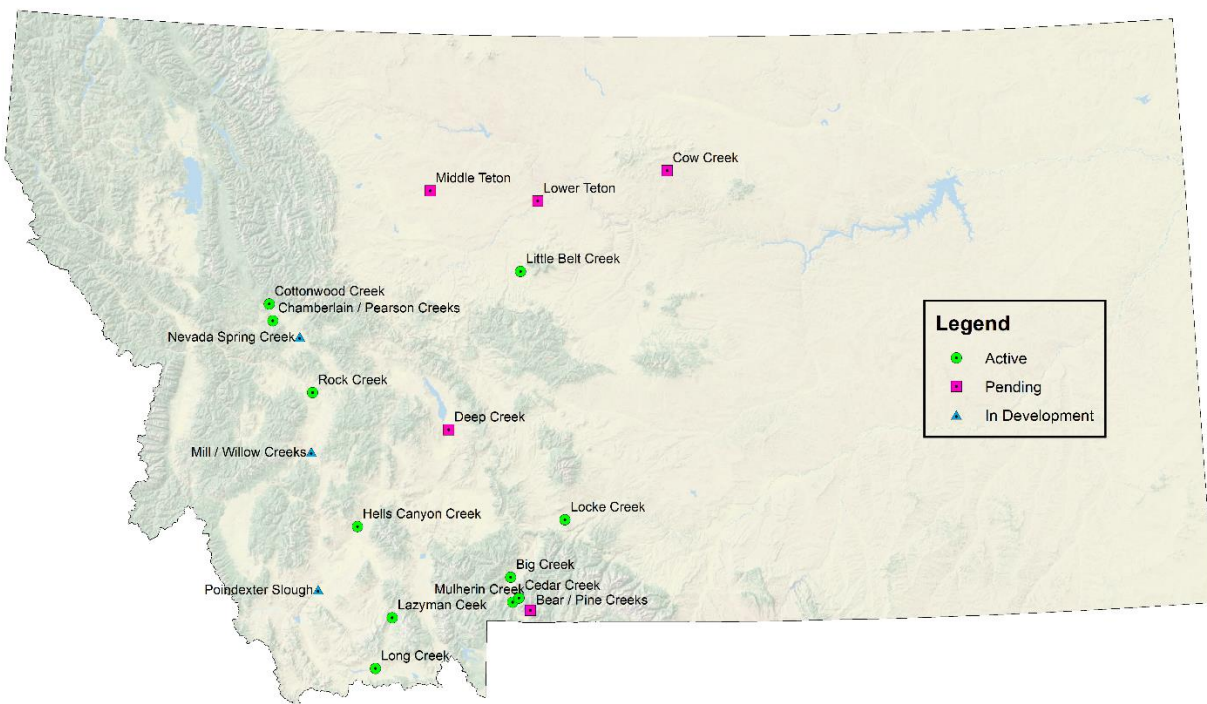 Cow Creek
Middle Teton
Lower Teton
Little Belt Creek
Cottonwood Creek
Chamberlain / Pearson Creeks
Nevada Spring Creek
Legend
Active
Pending
In Development
Rock Creek
Deep Creek
Mill / Willow Creeks
Hells Canyon Creek
Locke Creek
Big Creek
Mulherin Creek
Cedar Creek
Poindexter Slough
Bear / Pine Creeks
Lazyman Ceek
Long Creek